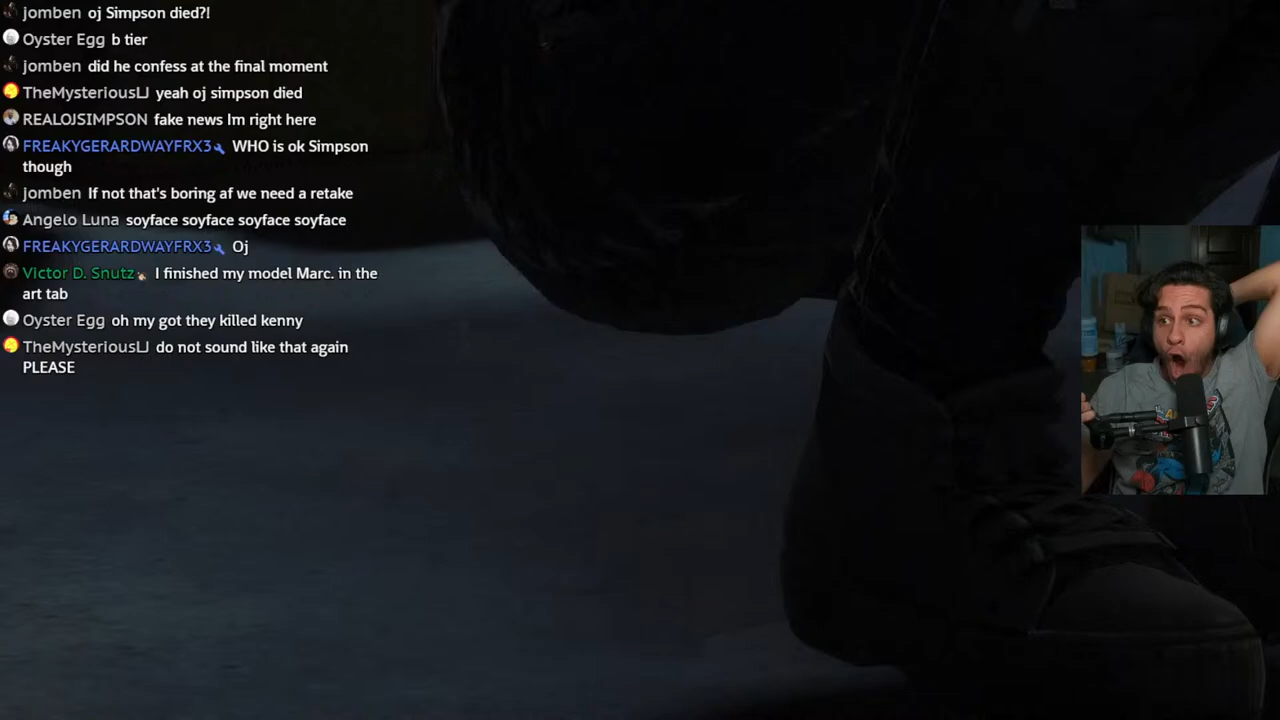 jomben oj Simpson died?!
Oyster Egg b tier
jomben did he confess at the final moment
TheMysteriousLJ yeah oj simpson died
REALOJSIMPSON fake news Im right here
FREAKYGERARDWAYFRX3 WHO is ok Simpson
though
jomben If not that's boring af we need a retake
Angelo Luna soyface soyface soyface soyface
FREAKYGERARDWAYFRX3 Oj
Victor D. Snutz I finished my model Marc. in the
art tab
Oyster Egg oh my got they killed kenny
TheMysteriousLJ do not sound like that again
PLEASE